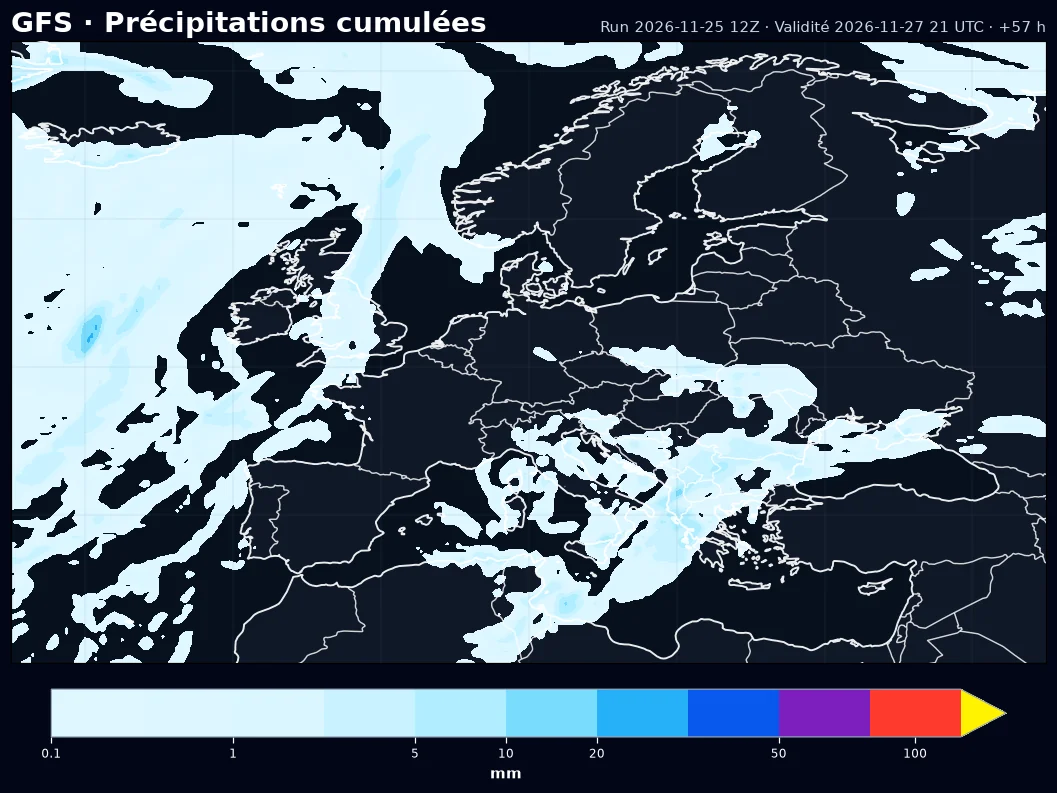 GFS · Précipitations cumulées
Run 2026-11-25 12Z · Validité 2026-11-27 21 UTC · +57 h
0.1 1 5 10 20 50 100
mm